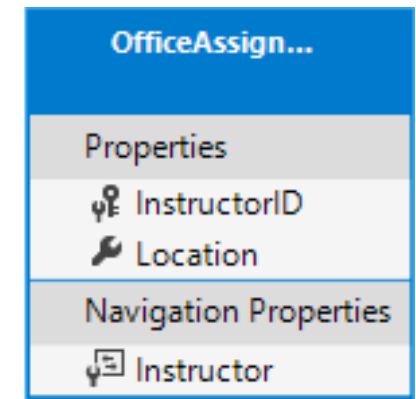 OfficeAssign...
Properties
InstructorID
Location
Navigation Properties
Instructor